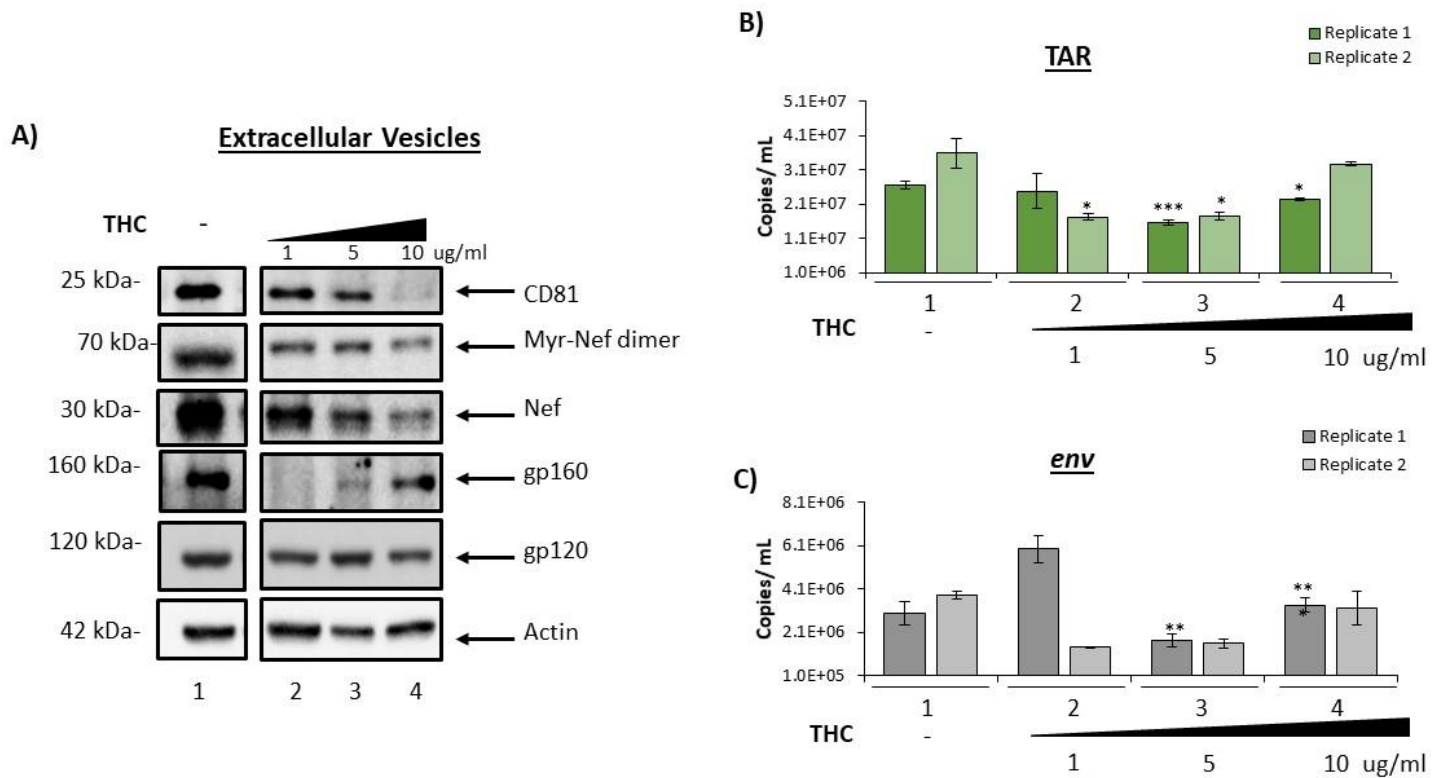 A)
Extracellular Vesicles
THC -
1 5 10 ug/ml
25 kDa-
CD81
70 kDa-
Myr-Nef dimer
30 kDa-
Nef
160 kDa-
gp160
120 kDa-
gp120
42 kDa-
Actin
1 2 3 4
B)
TAR
Replicate 1
Replicate 2
Copies/ mL
5.1E+07
4.1E+07
3.1E+07
2.1E+07
1.1E+07
1.0E+06
* *** * *
1 2 3 4
THC -
1 5 10 ug/ml
C)
env
Replicate 1
Replicate 2
Copies/ mL
8.1E+06
6.1E+06
4.1E+06
2.1E+06
1.0E+05
** **
*
1 2 3 4
THC -
1 5 10 ug/ml